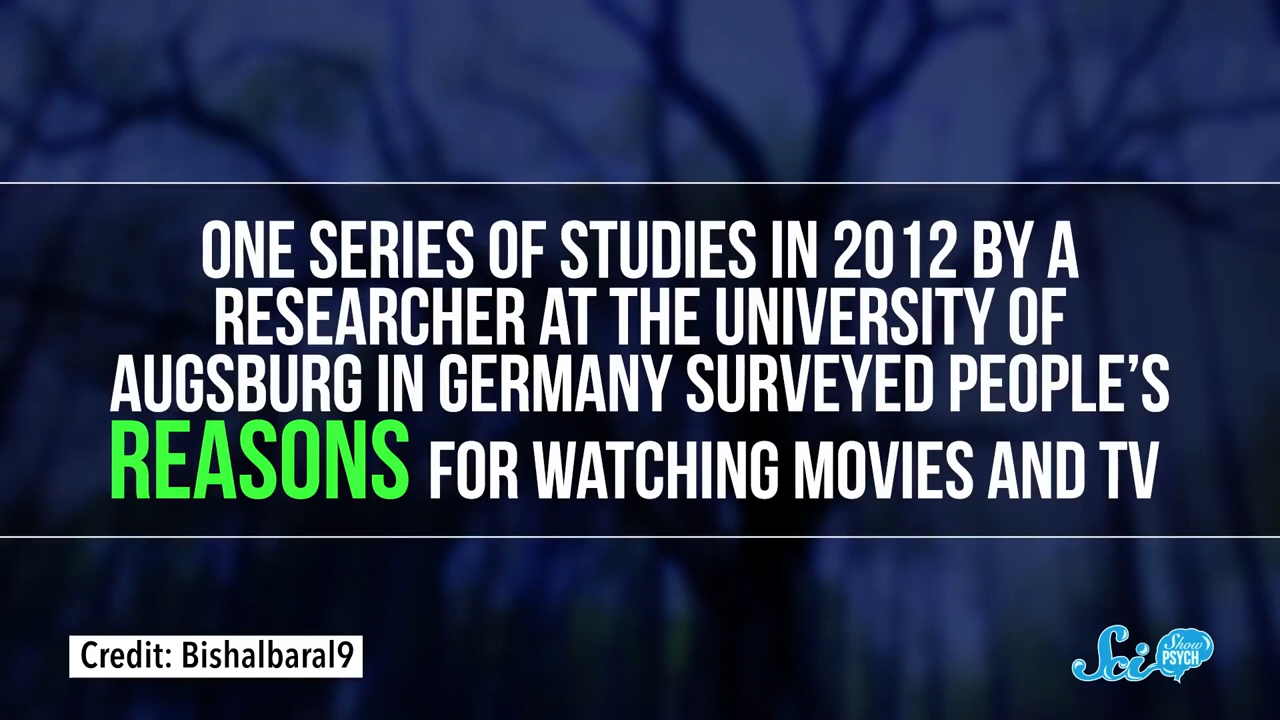 ONE SERIES OF STUDIES IN 2012 BY A
RESEARCHER AT THE UNIVERSITY OF
AUGSBURG IN GERMANY SURVEYED PEOPLE’S
REASONS FOR WATCHING MOVIES AND TV
Credit: Bishalbaral9
Sci Show
PSYCH